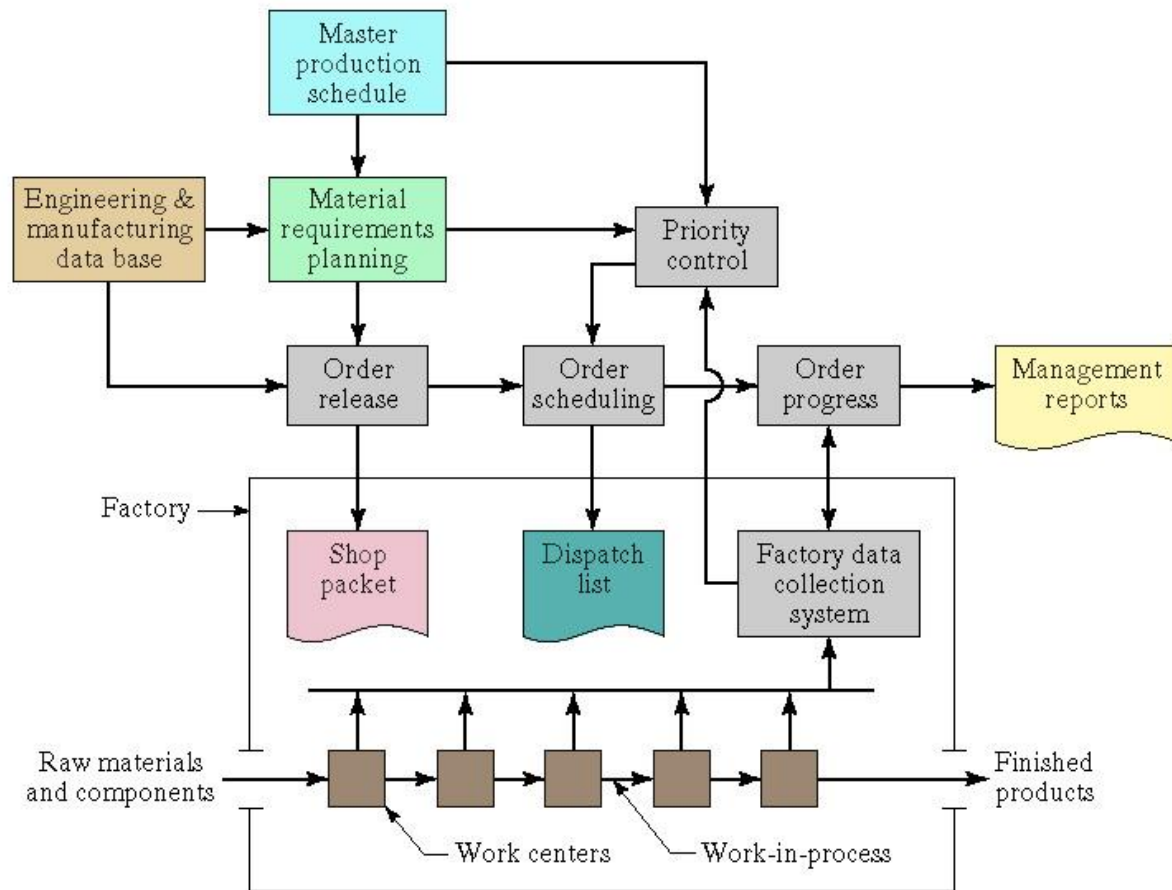 Master
production
schedule
Engineering &
manufacturing
data base
Material
requirements
planning
Priority
control
Order
release
Order
scheduling
Order
progress
Management
reports
Factory
Shop
packet
Dispatch
list
Factory data
collection
system
Raw materials
and components
Finished
products
Work centers
Work-in-process